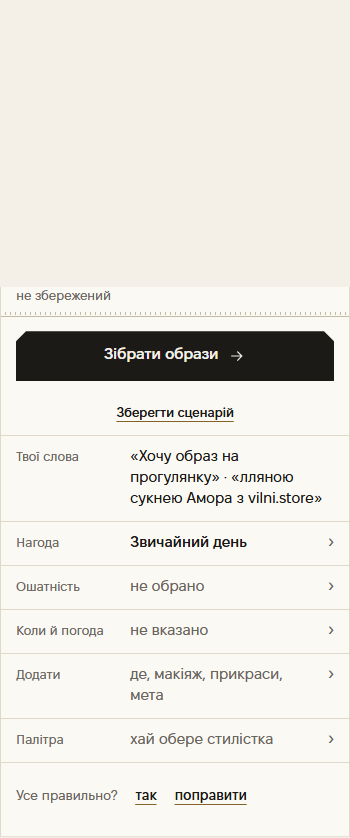 не збережений
Зібрати образи →
Зберегти сценарій
Твої слова
«Хочу образ на
прогулянку» · «лляною
сукнею Амора з vilni.store»
Нагода
Звичайний день
Ошатність
не обрано
Коли й погода
не вказано
Додати
де, макіяж, прикраси,
мета
Палітра
хай обере стилістка
Усе правильно? так поправити